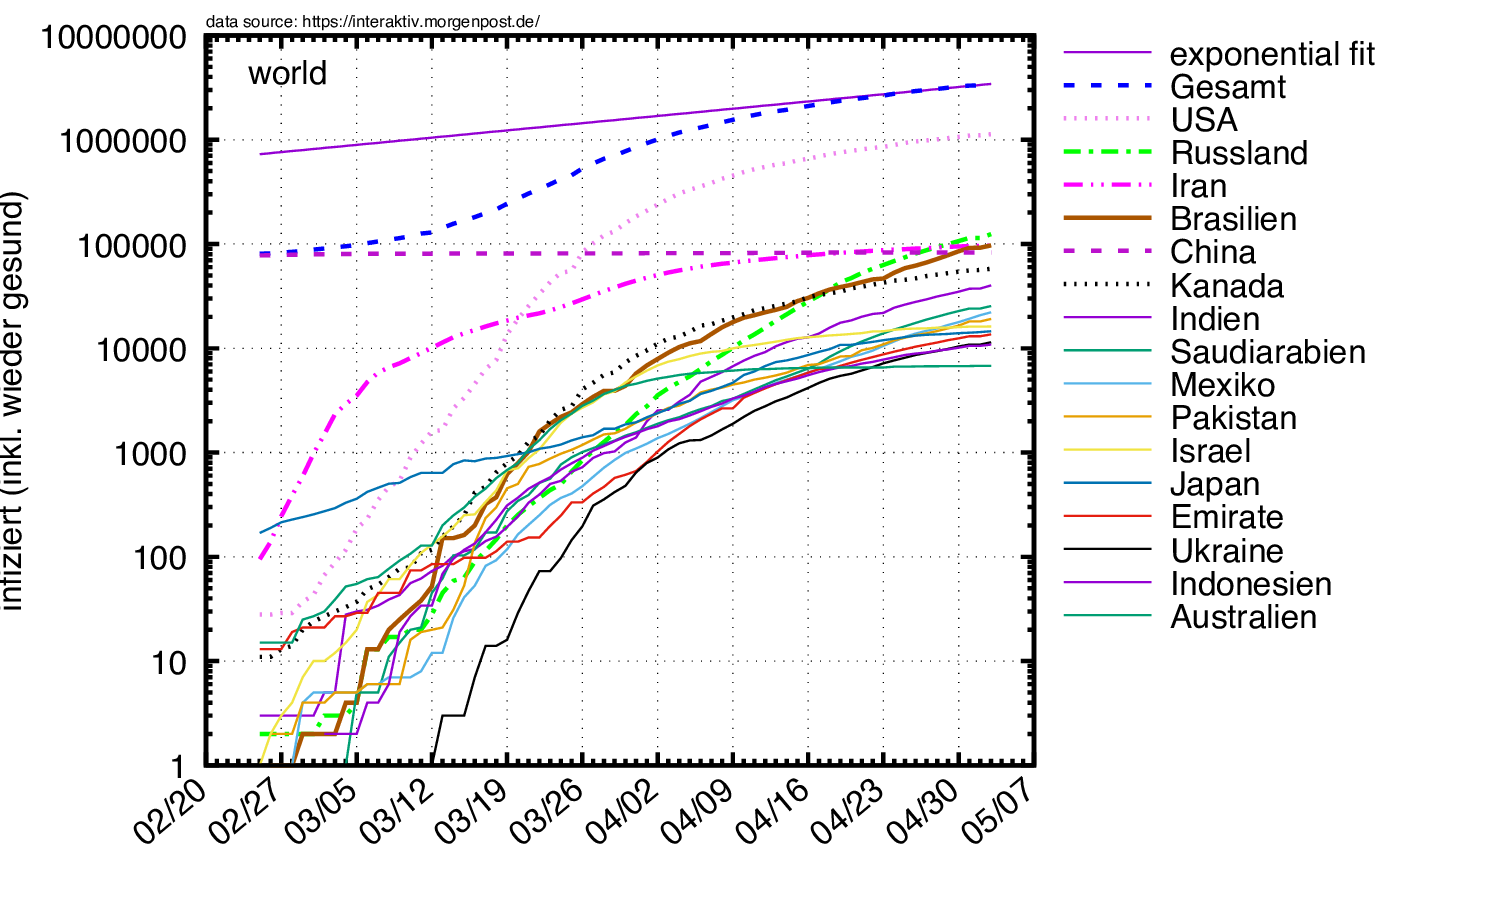 data source: https://interaktiv.morgenpost.de/
world
infiziert (inkl. wieder gesund)
10000000
1000000
100000
10000
1000
100
10
1
02/20
02/27
03/05
03/12
03/19
03/26
04/02
04/09
04/16
04/23
04/30
05/07
exponential fit
Gesamt
USA
Russland
Iran
Brasilien
China
Kanada
Indien
Saudiarabien
Mexiko
Pakistan
Israel
Japan
Emirate
Ukraine
Indonesien
Australien